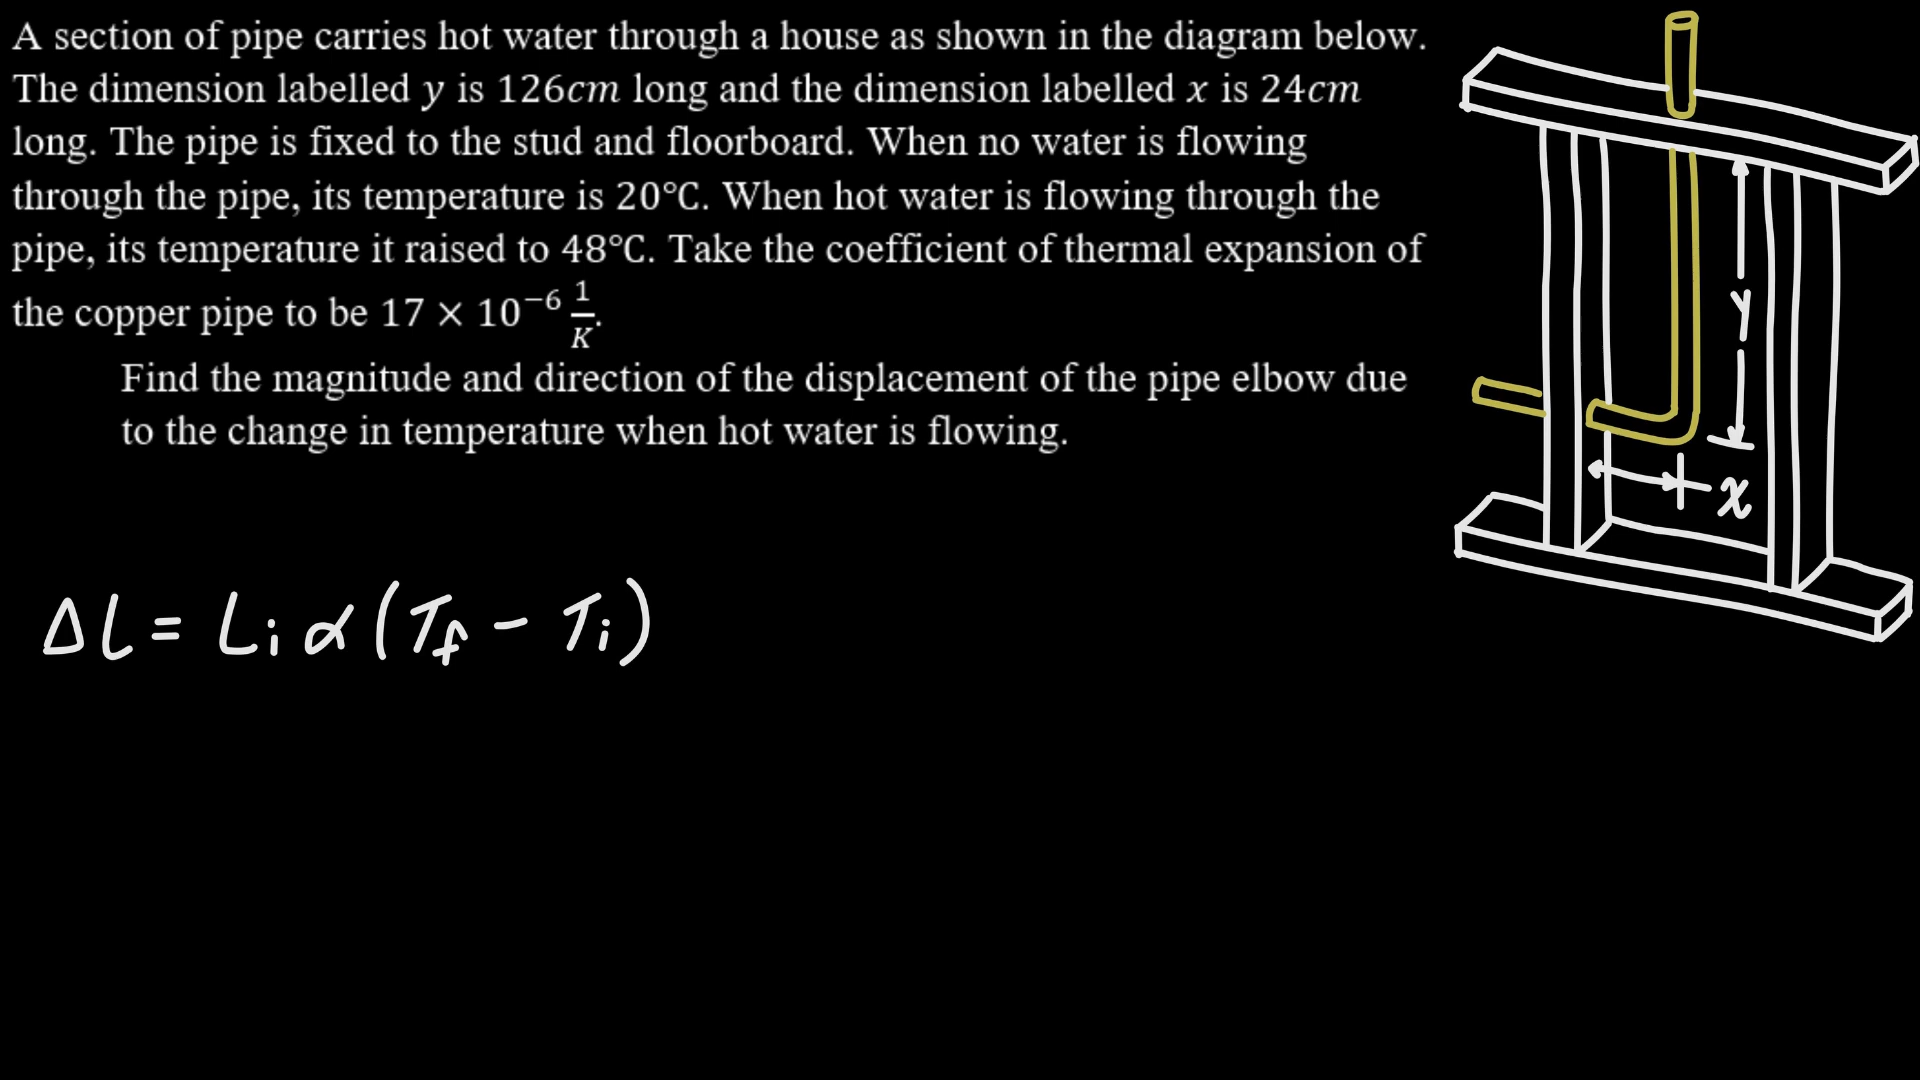 A section of pipe carries hot water through a house as shown in the diagram below.
The dimension labelled y is 126cm long and the dimension labelled x is 24cm
long. The pipe is fixed to the stud and floorboard. When no water is flowing
through the pipe, its temperature is 20°C. When hot water is flowing through the
pipe, its temperature it raised to 48°C. Take the coefficient of thermal expansion of
the copper pipe to be 17 × 10⁻⁶ 1/K.
Find the magnitude and direction of the displacement of the pipe elbow due
to the change in temperature when hot water is flowing.
ΔL = Lᵢ α (T_f - Tᵢ)
y
x